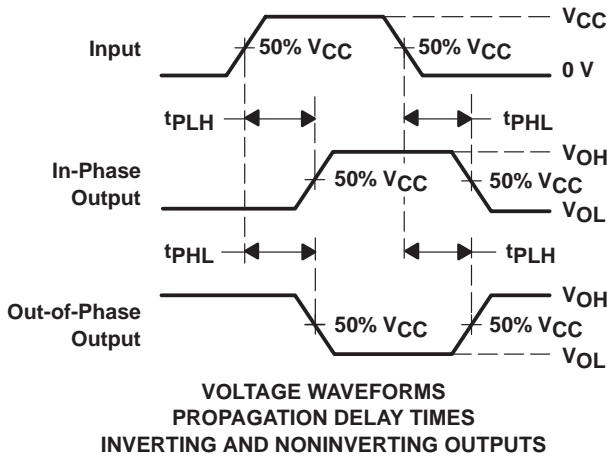 VCC
Input
50% VCC
50% VCC
0 V
tPLH
tPHL
In-Phase
Output
VOH
50% VCC
50% VCC
VOL
tPHL
tPLH
Out-of-Phase
Output
VOH
50% VCC
50% VCC
VOL
VOLTAGE WAVEFORMS
PROPAGATION DELAY TIMES
INVERTING AND NONINVERTING OUTPUTS